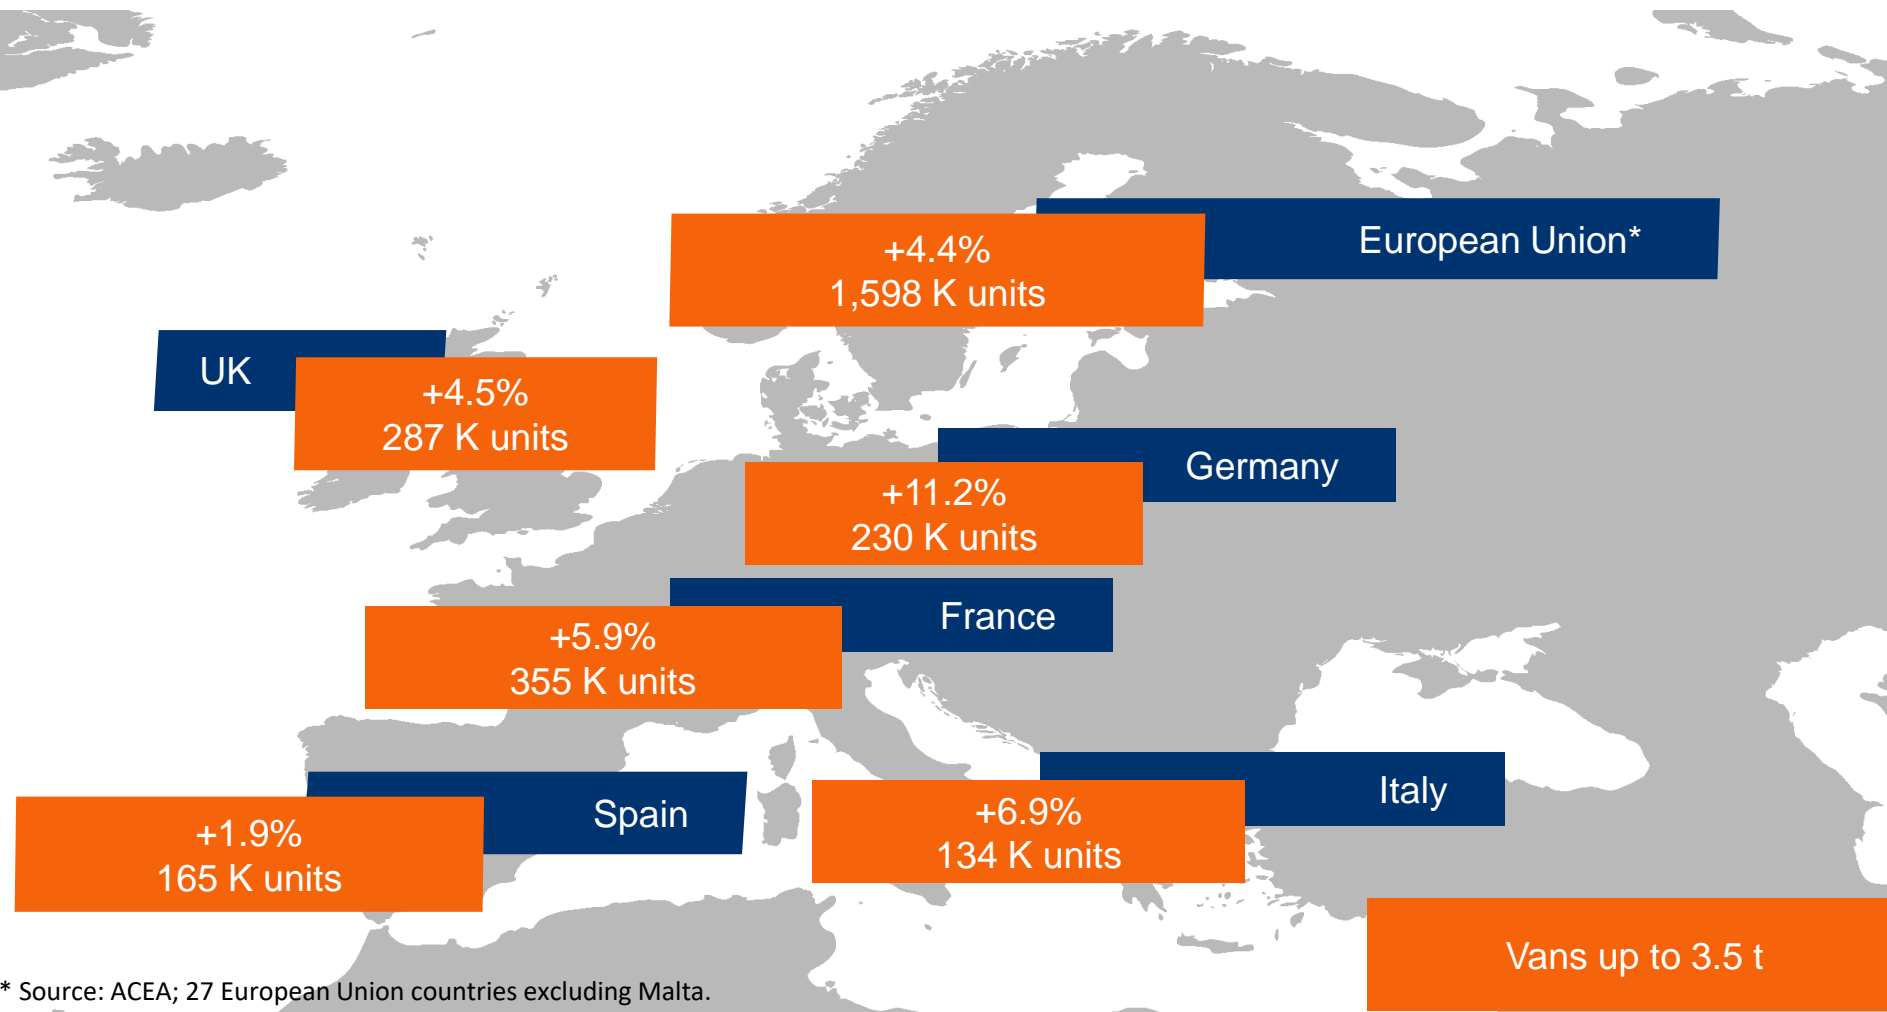 European Union*
+4.4%
1,598 K units
UK
+4.5%
287 K units
Germany
+11.2%
230 K units
France
+5.9%
355 K units
Italy
+6.9%
134 K units
Spain
+1.9%
165 K units
Vans up to 3.5 t
* Source: ACEA; 27 European Union countries excluding Malta.